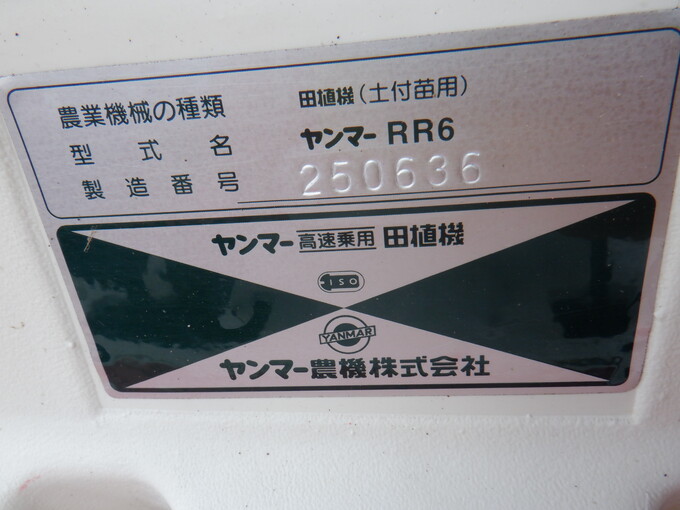 農業機械の種類 田植機(土付苗用)
型式名 ヤンマーRR6
製造番号 250636
ヤンマー高速乗用田植機
ISO
YANMAR
ヤンマー農機株式会社